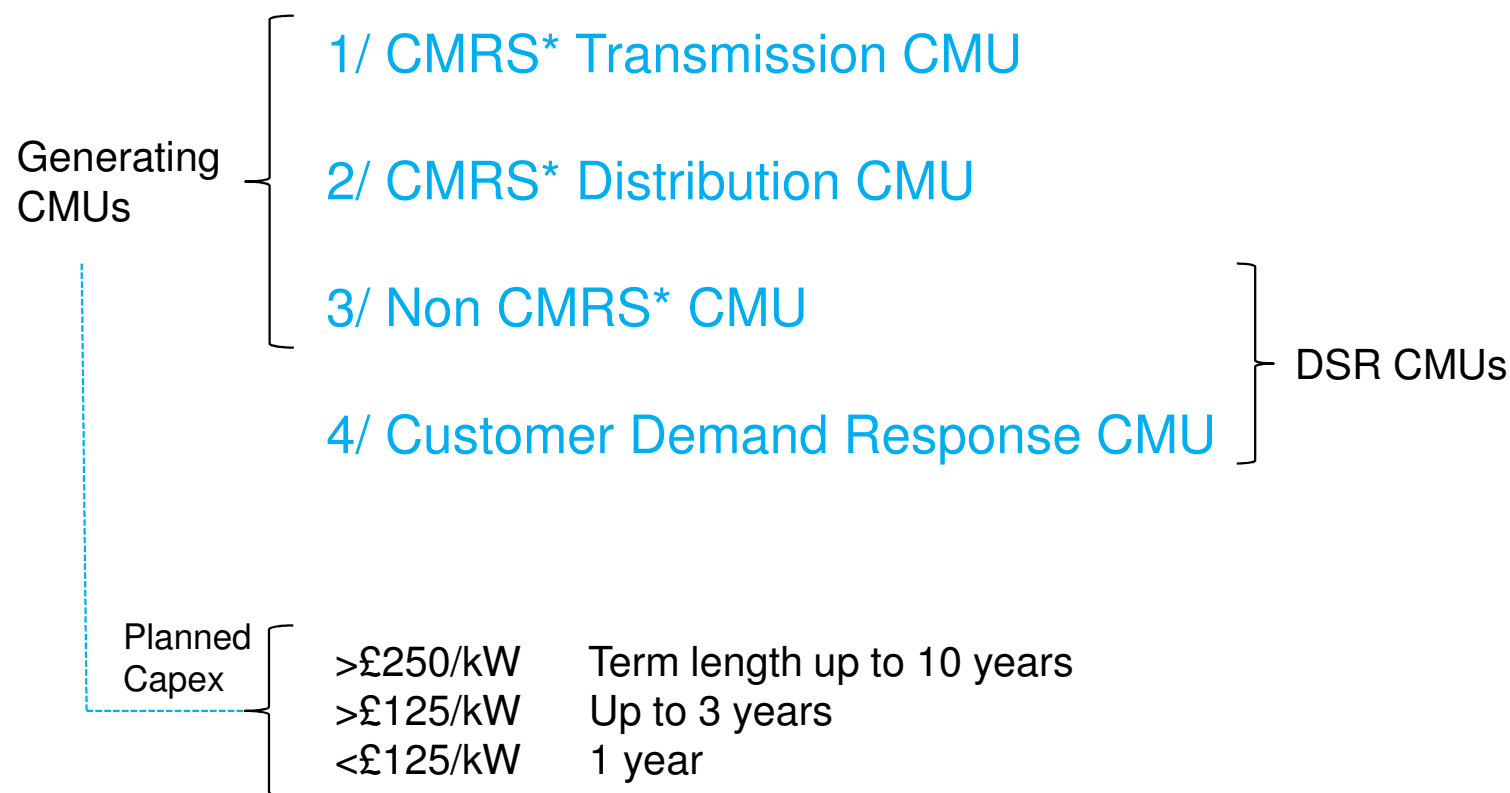 1/ CMRS* Transmission CMU
Generating
CMUs
2/ CMRS* Distribution CMU
3/ Non CMRS* CMU
DSR CMUs
4/ Customer Demand Response CMU
Planned
Capex
>£250/kW Term length up to 10 years
>£125/kW Up to 3 years
<£125/kW 1 year